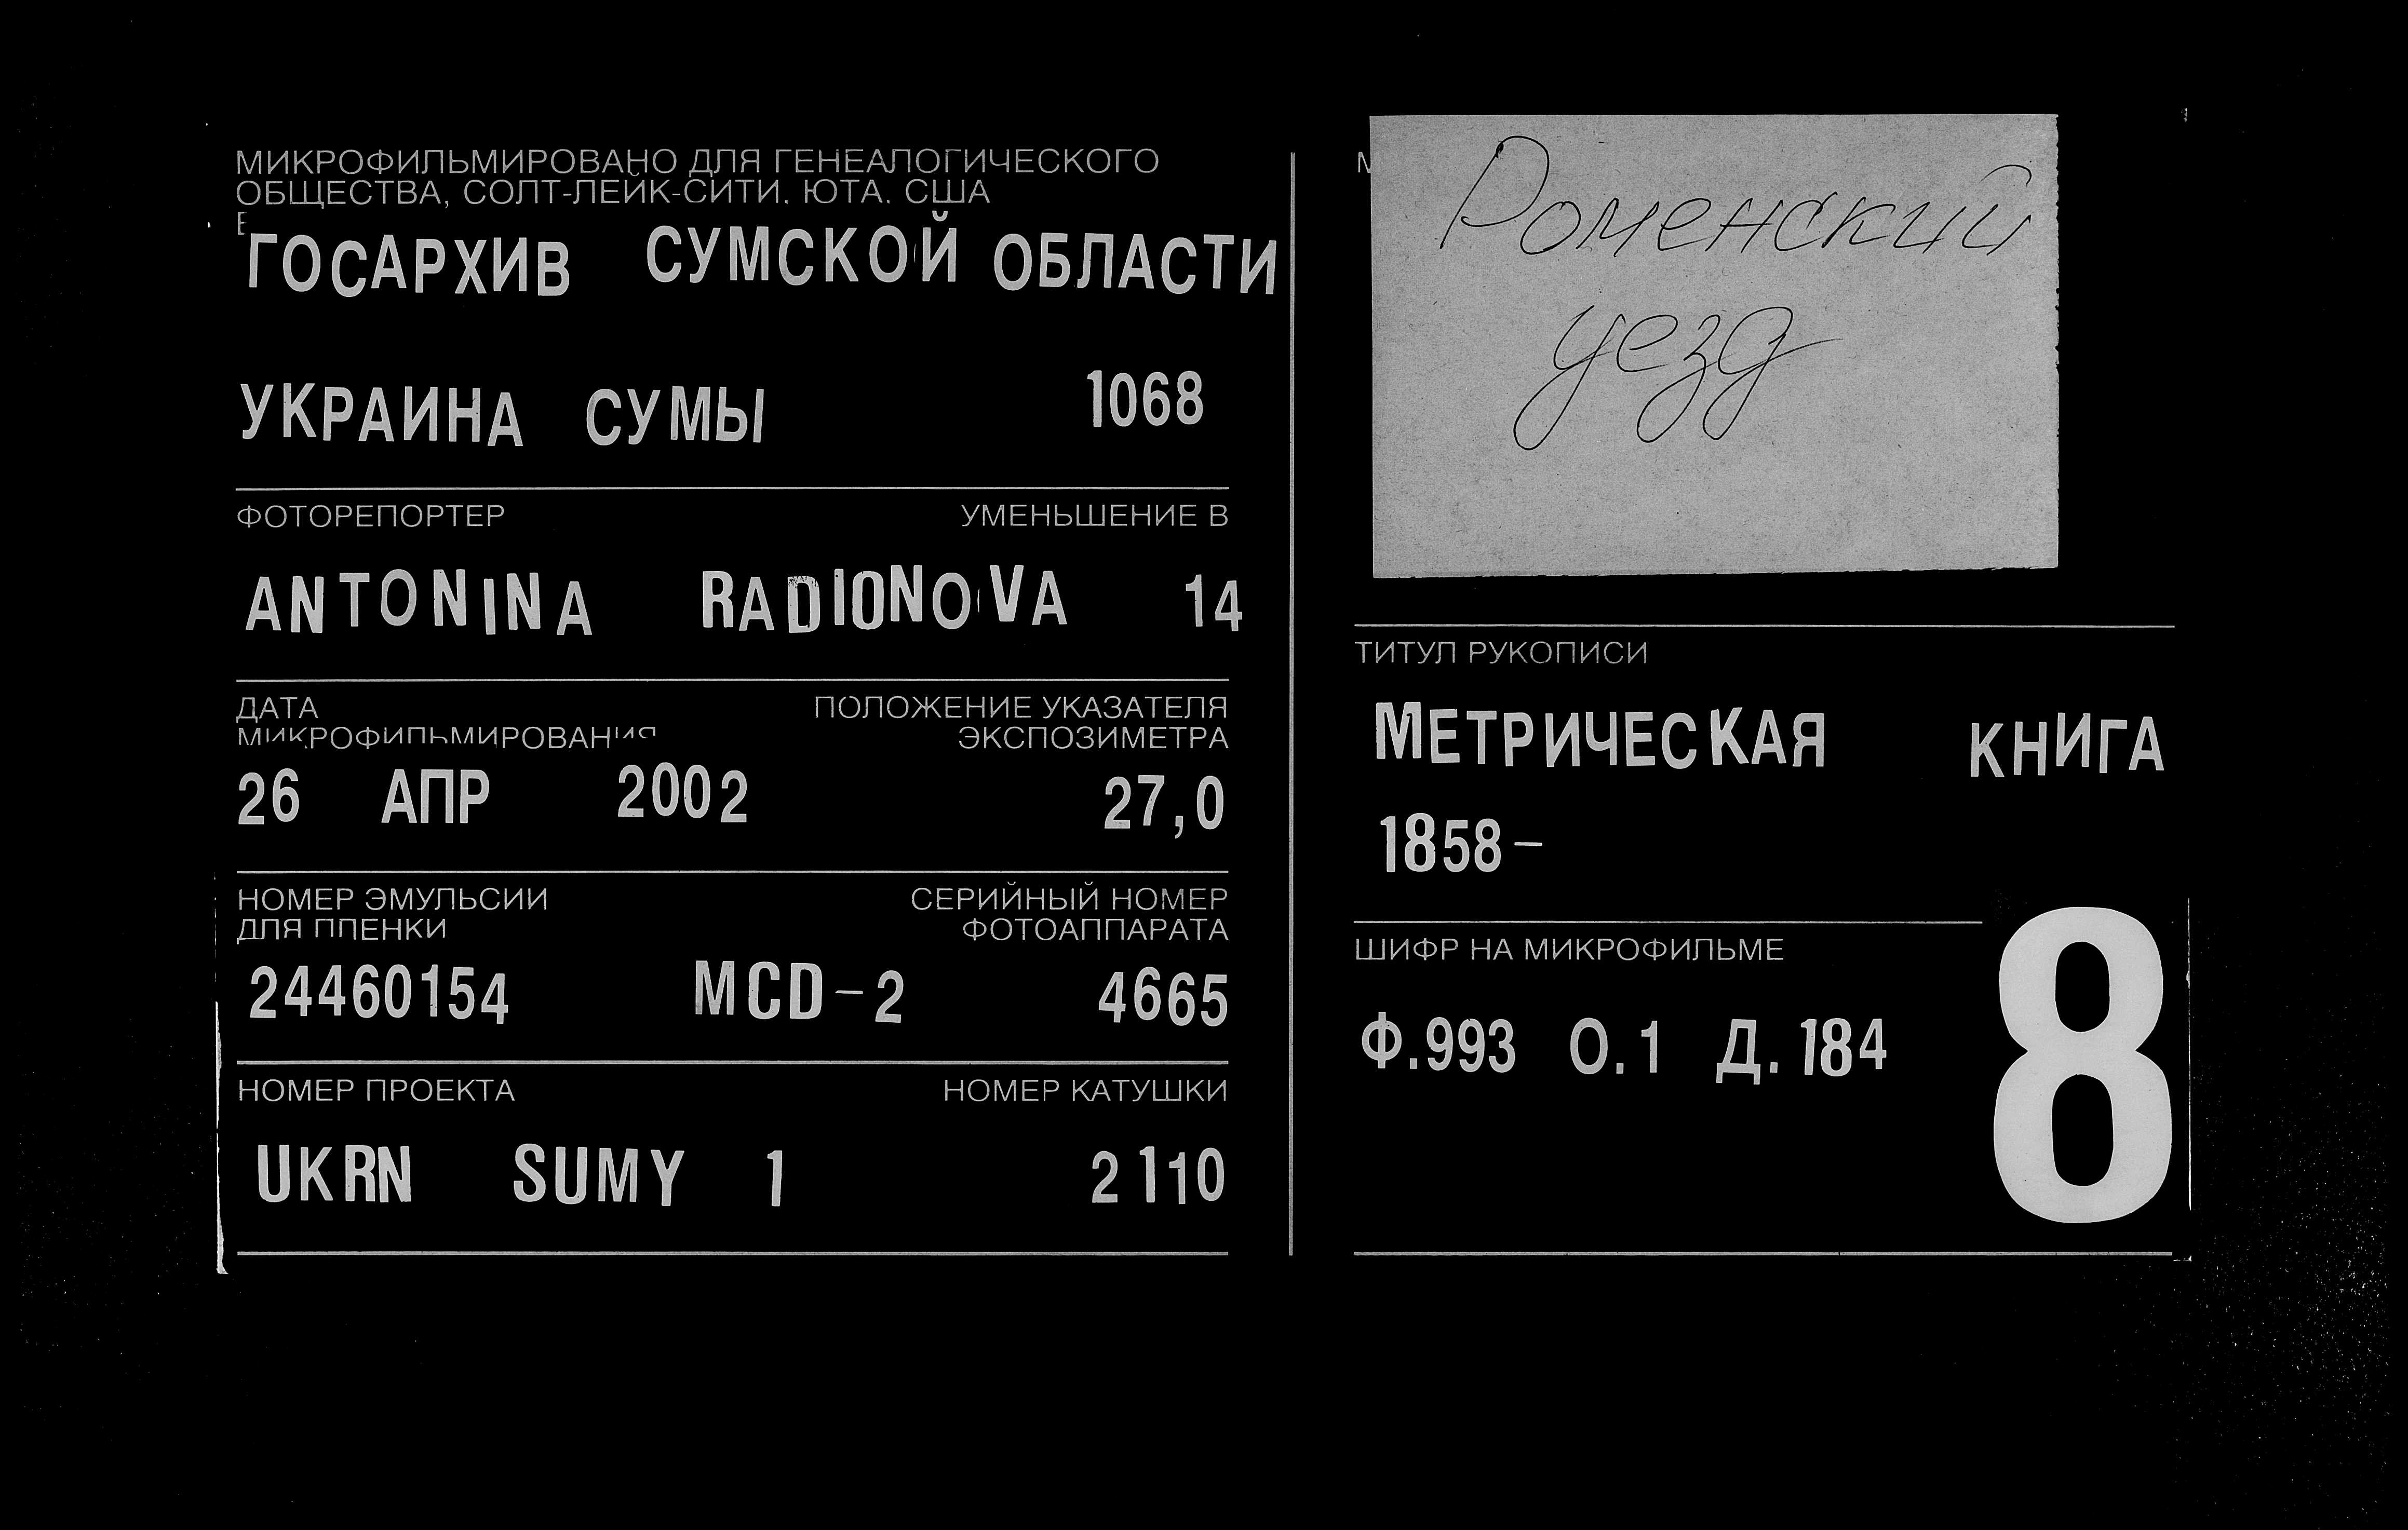 МИКРОФИЛЬМИРОВАНО ДЛЯ ГЕНЕАЛОГИЧЕСКОГО
ОБЩЕСТВА, СОЛТ-ЛЕЙК-СИТИ, ЮТА, США
ГОСАРХИВ СУМСКОЙ ОБЛАСТИ
УКРАИНА СУМЫ 1068
ФОТОРЕПОРТЕР УМЕНЬШЕНИЕ В
ANTONINA RADIONOVA 14
ДАТА ПОЛОЖЕНИЕ УКАЗАТЕЛЯ
МИКРОФИЛЬМИРОВАНИЯ ЭКСПОЗИМЕТРА
26 АПР 2002 27,0
НОМЕР ЭМУЛЬСИИ СЕРИЙНЫЙ НОМЕР
ДЛЯ ПЛЕНКИ ФОТОАППАРАТА
24460154 MCD-2 4665
НОМЕР ПРОЕКТА НОМЕР КАТУШКИ
UKRN SUMY 1 2110
Роменский
уезд
ТИТУЛ РУКОПИСИ
МЕТРИЧЕСКАЯ КНИГА
1858-
ШИФР НА МИКРОФИЛЬМЕ
Ф.993 О.1 Д.184
8